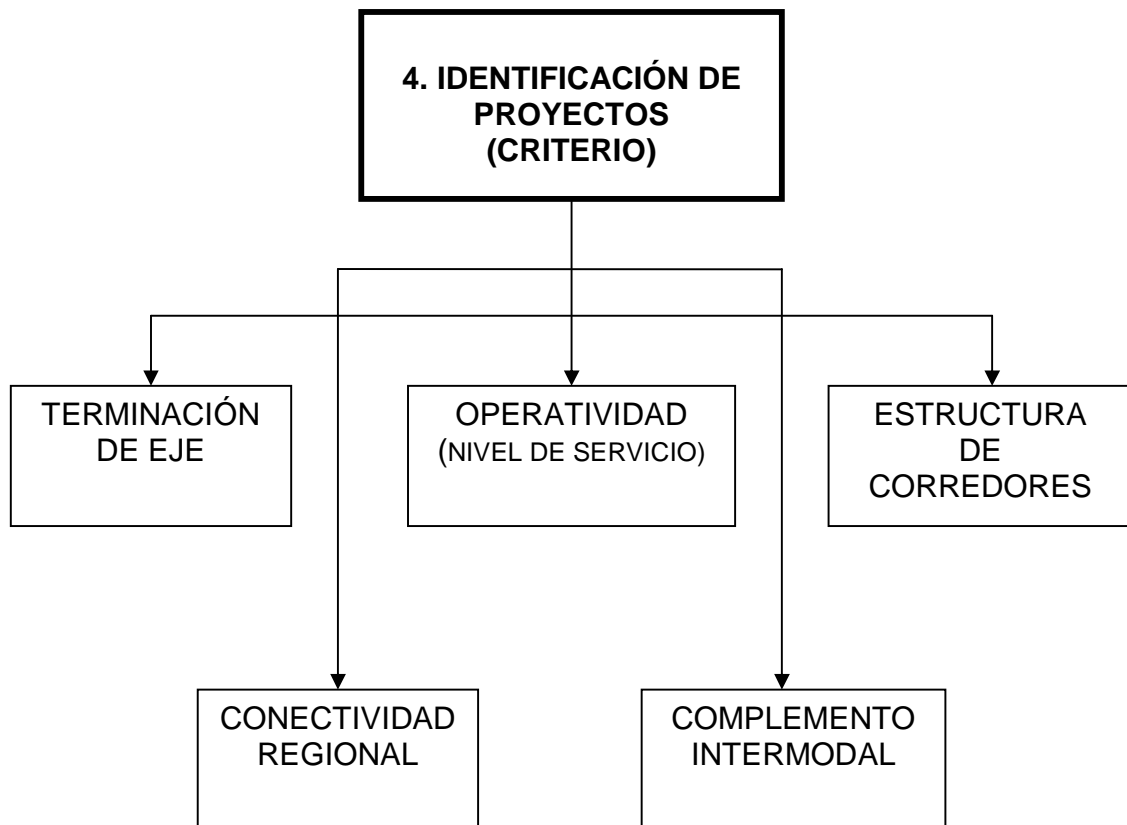 4. IDENTIFICACIÓN DE
PROYECTOS
(CRITERIO)
TERMINACIÓN
DE EJE
OPERATIVIDAD
(NIVEL DE SERVICIO)
ESTRUCTURA
DE
CORREDORES
CONECTIVIDAD
REGIONAL
COMPLEMENTO
INTERMODAL